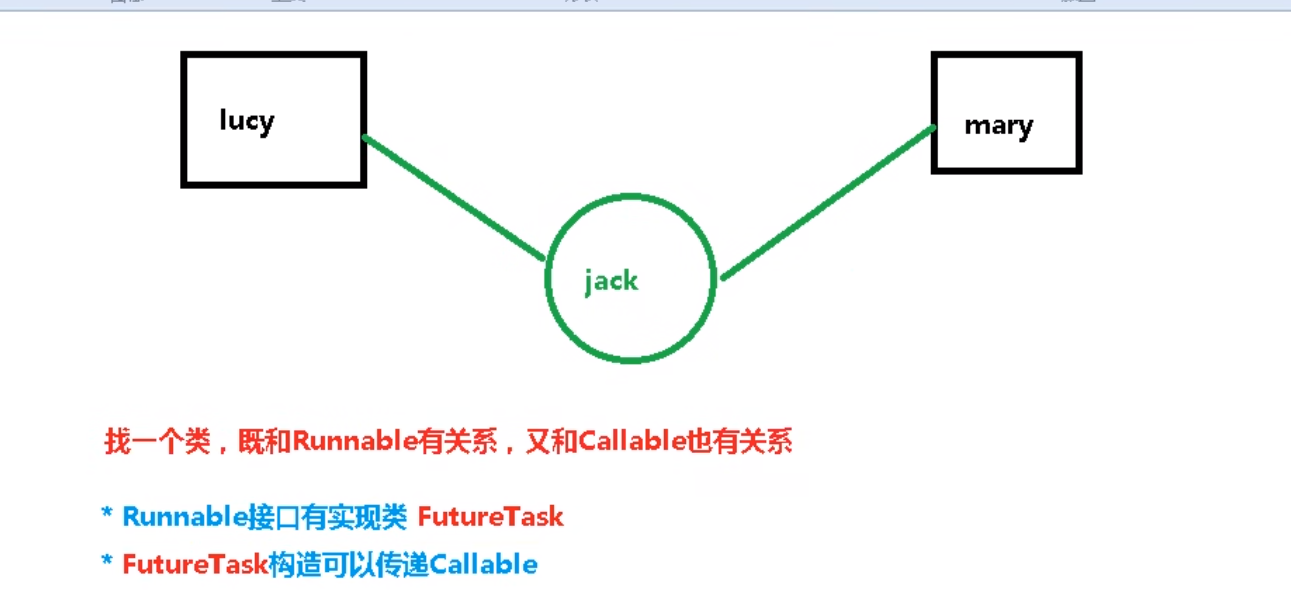 lucy
mary
jack
找一个类，既和Runnable有关系，又和Callable也有关系
* Runnable接口有实现类 FutureTask
* FutureTask构造可以传递Callable